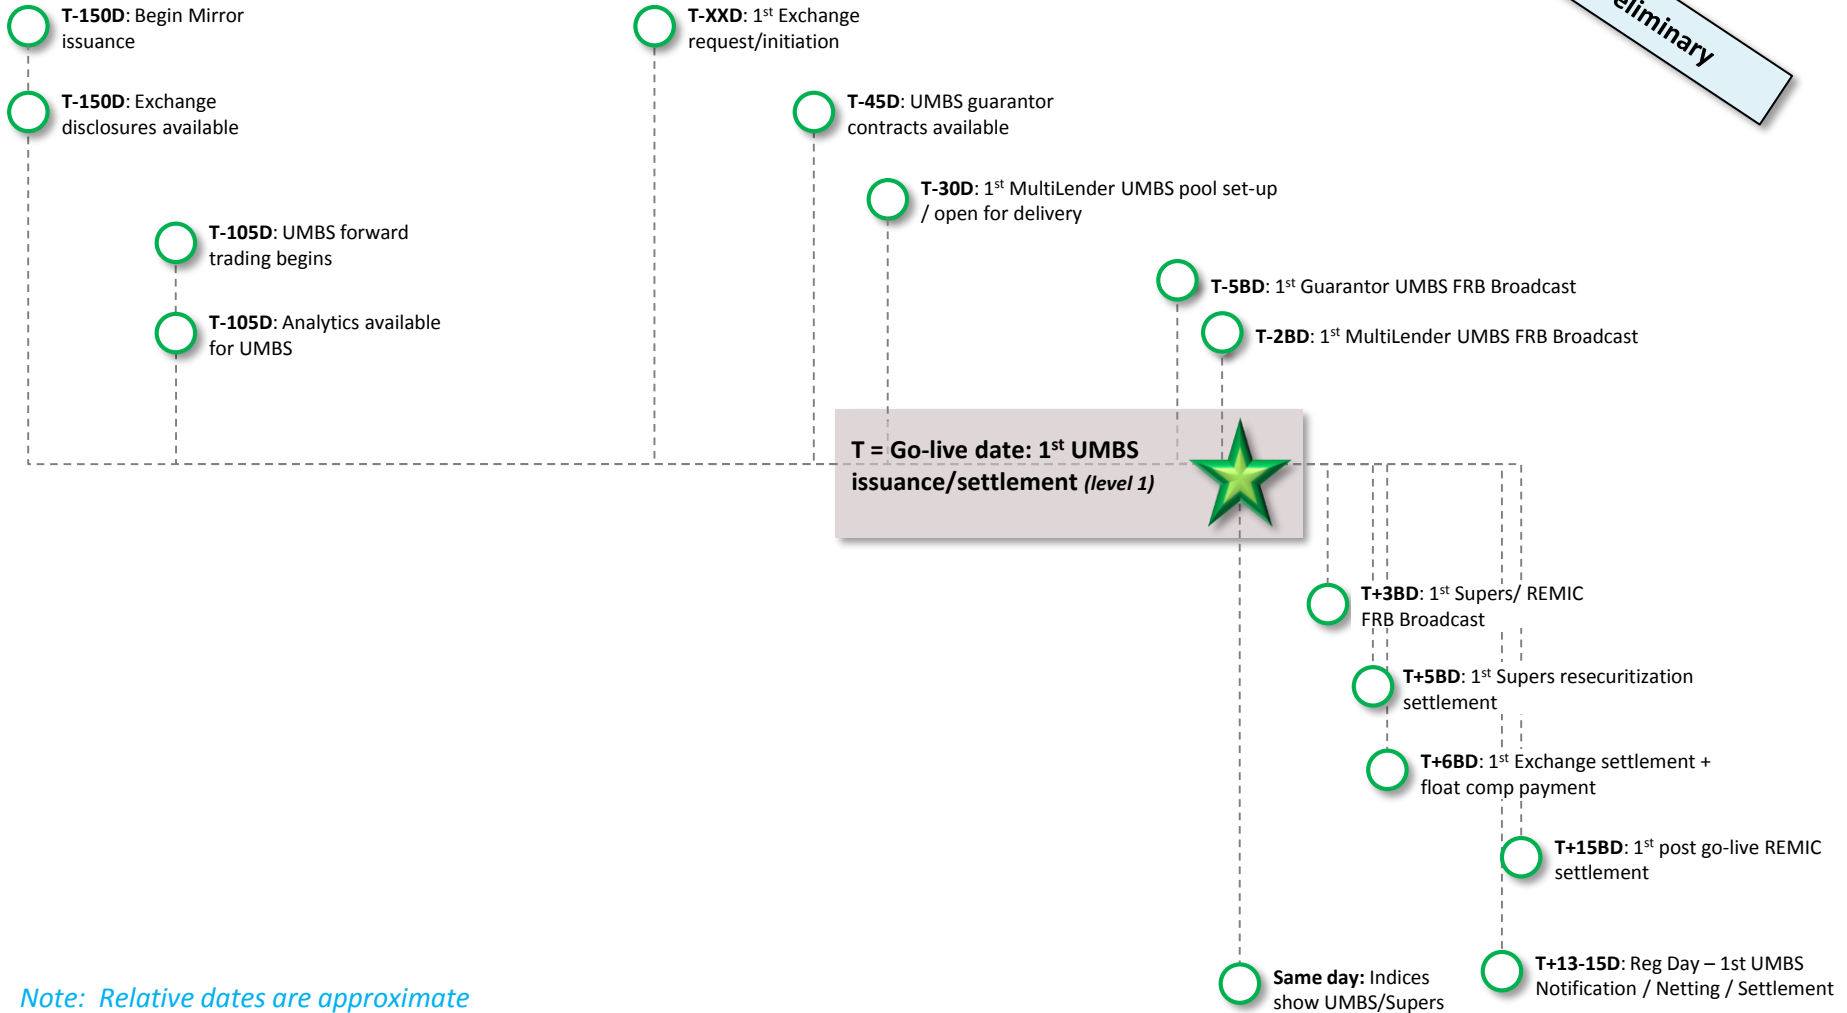 T-150D: Begin Mirror
issuance
T-XXD: 1st Exchange
request/initiation
T-150D: Exchange
disclosures available
T-45D: UMBS guarantor
contracts available
T-30D: 1st MultiLender UMBS pool set-up
/ open for delivery
T-105D: UMBS forward
trading begins
T-5BD: 1st Guarantor UMBS FRB Broadcast
T-105D: Analytics available
for UMBS
T-2BD: 1st MultiLender UMBS FRB Broadcast
T = Go-live date: 1st UMBS
issuance/settlement (level 1)
T+3BD: 1st Supers/ REMIC
FRB Broadcast
T+5BD: 1st Supers resecuritization
settlement
T+6BD: 1st Exchange settlement +
float comp payment
T+15BD: 1st post go-live REMIC
settlement
T+13-15D: Reg Day – 1st UMBS
Notification / Netting / Settlement
Same day: Indices
show UMBS/Supers
Note: Relative dates are approximate